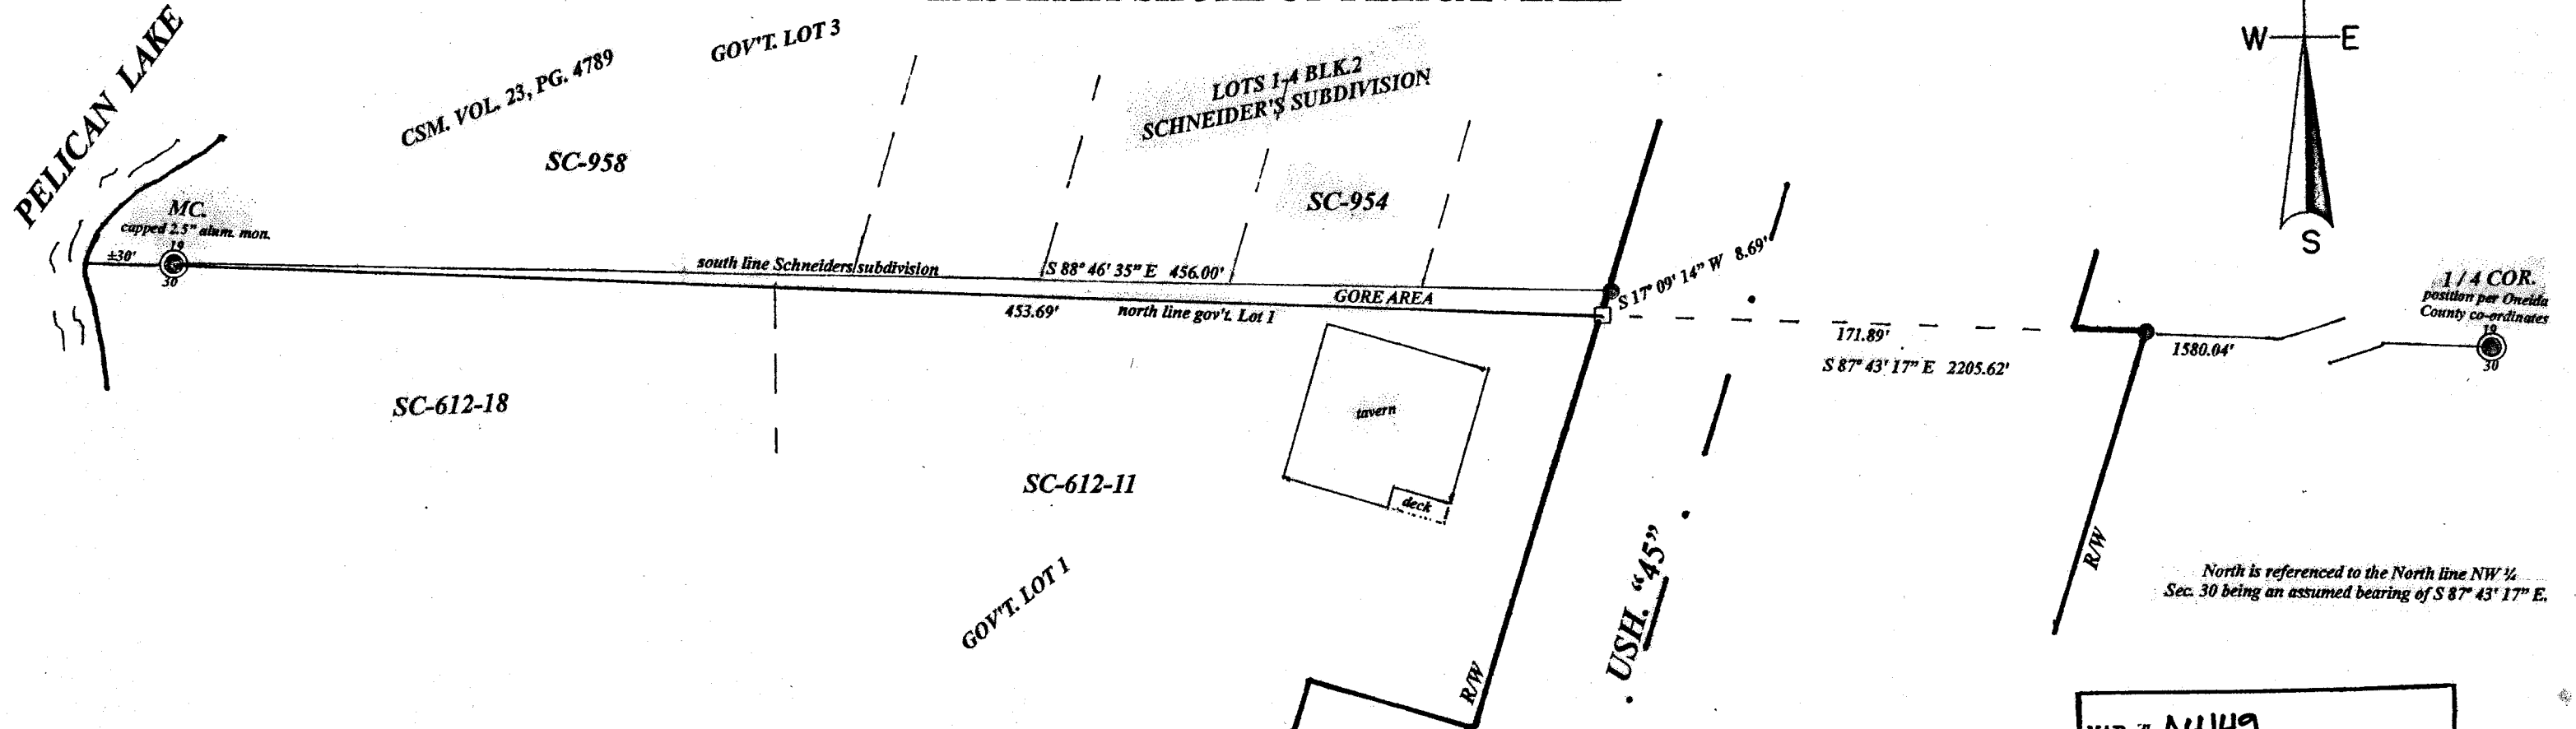 PELICAN LAKE
CSM. VOL. 23, PG. 4789
GOV'T. LOT 3
LOTS 1-4 BLK.2
SCHNEIDER'S SUBDIVISION
W E
S
SC-958
SC-954
MC.
capped 2.5" alum. mon.
19
±30'
30
south line Schneiders subdivision
S 88° 46' 35" E 456.00'
GORE AREA
453.69'
north line gov't. Lot 1
S 17° 09' 14" W 8.69'
171.89'
S 87° 43' 17" E 2205.62'
1580.04'
1/4 COR.
position per Oneida
County co-ordinates
19
30
SC-612-18
SC-612-11
tavern
deck
GOV'T. LOT 1
R/W
USH. "45"
R/W
North is referenced to the North line NW ¼
Sec. 30 being an assumed bearing of S 87° 43' 17" E.